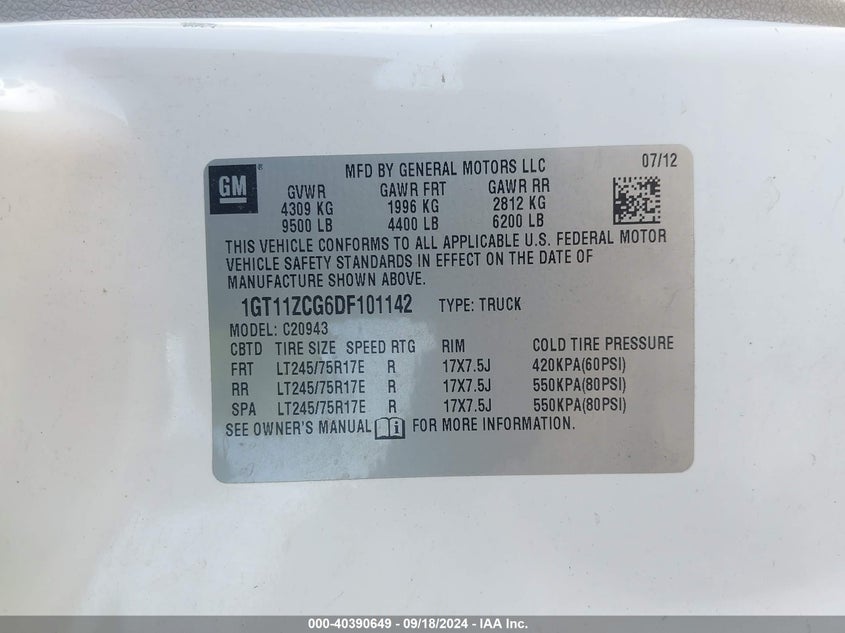 GM®
MFD BY GENERAL MOTORS LLC 07/12
GVWR GAWR FRT GAWR RR
4309 KG 1996 KG 2812 KG
9500 LB 4400 LB 6200 LB
THIS VEHICLE CONFORMS TO ALL APPLICABLE U.S. FEDERAL MOTOR
VEHICLE SAFETY STANDARDS IN EFFECT ON THE DATE OF
MANUFACTURE SHOWN ABOVE.
1GT11ZCG6DF101142 TYPE: TRUCK
MODEL: C20943
CBTD TIRE SIZE SPEED RTG RIM COLD TIRE PRESSURE
FRT LT245/75R17E R 17X7.5J 420KPA(60PSI)
RR LT245/75R17E R 17X7.5J 550KPA(80PSI)
SPA LT245/75R17E R 17X7.5J 550KPA(80PSI)
SEE OWNER'S MANUAL FOR MORE INFORMATION.
000-40390649 - 09/18/2024 - IAA Inc.